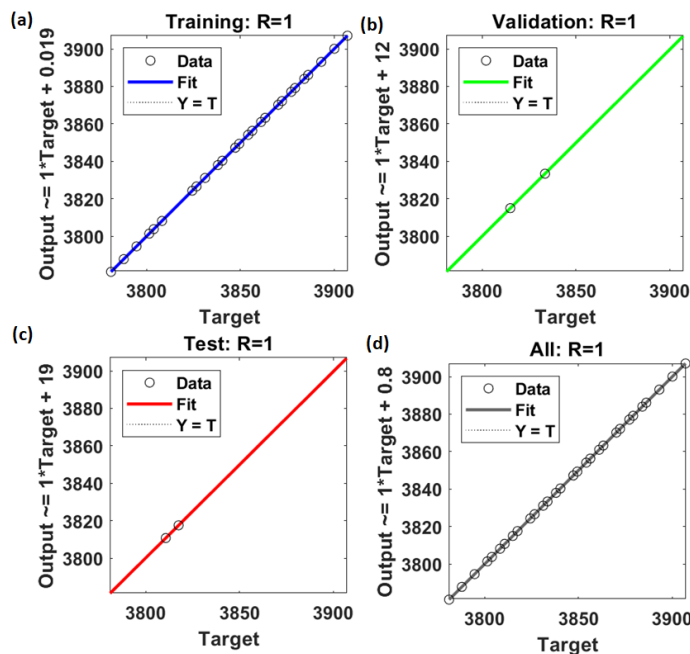 (a)
Training: R=1
Output ~= 1*Target + 0.019
3900
3880
3860
3840
3820
3800
Data
Fit
Y = T
3800
3850
3900
Target
(b)
Validation: R=1
Output ~= 1*Target + 12
3900
3880
3860
3840
3820
3800
Data
Fit
Y = T
3800
3850
3900
Target
(c)
Test: R=1
Output ~= 1*Target + 19
3900
3880
3860
3840
3820
3800
Data
Fit
Y = T
3800
3850
3900
Target
(d)
All: R=1
Output ~= 1*Target + 0.8
3900
3880
3860
3840
3820
3800
Data
Fit
Y = T
3800
3850
3900
Target